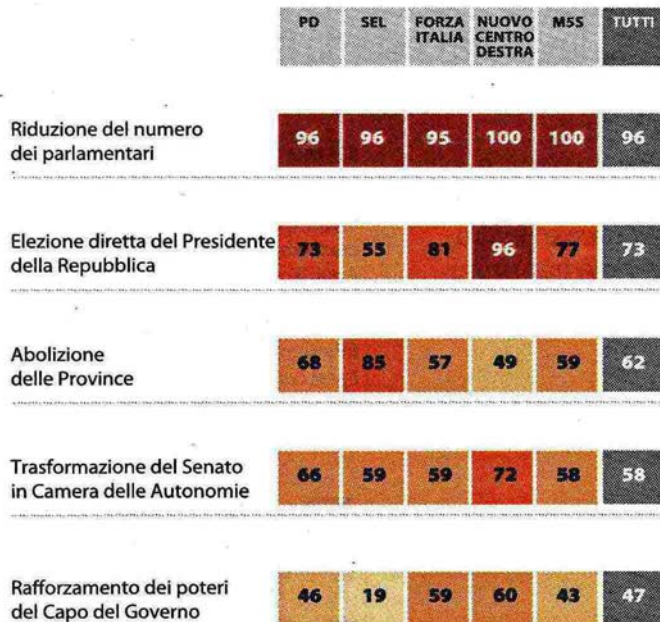 PD SEL FORZA ITALIA NUOVO CENTRO DESTRA M5S TUTTI
Riduzione del numero
dei parlamentari
96 96 95 100 100 96
Elezione diretta del Presidente
della Repubblica
73 55 81 96 77 73
Abolizione
delle Province
68 85 57 49 59 62
Trasformazione del Senato
in Camera delle Autonomie
66 59 59 72 58 58
Rafforzamento dei poteri
del Capo del Governo
46 19 59 60 43 47